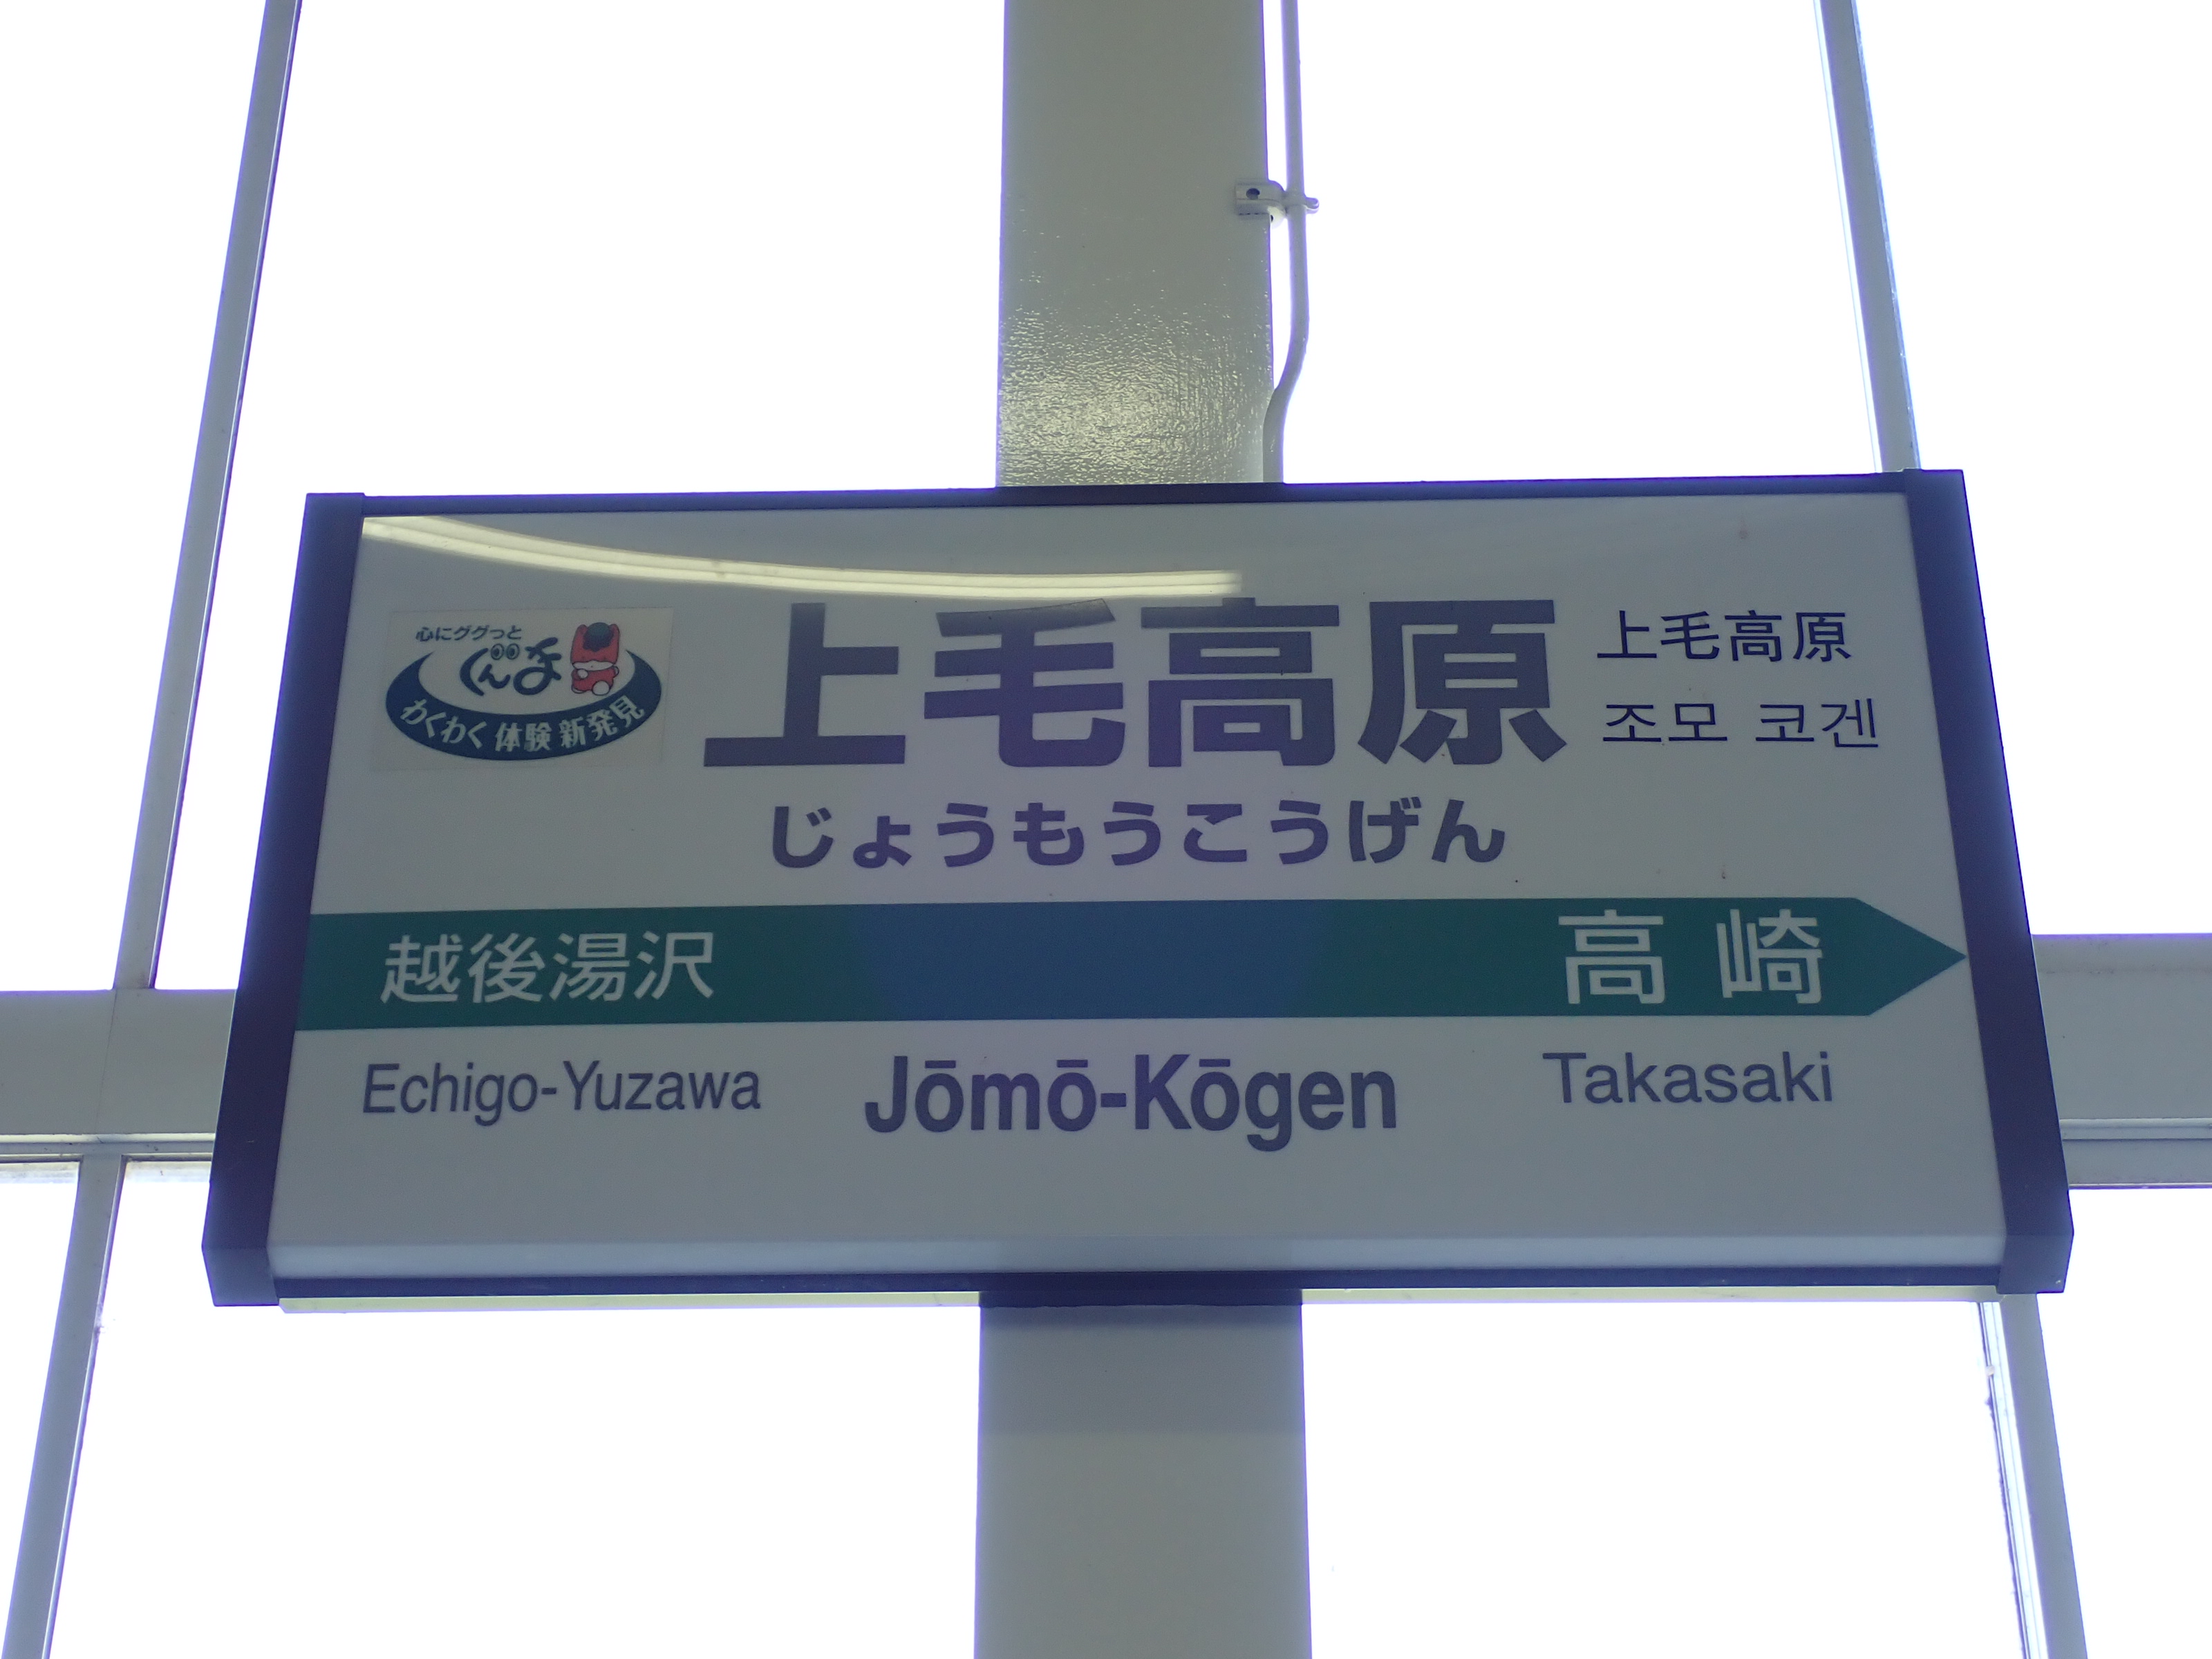 心にググっと
ぐんま
わくわく 体験 新発見
上毛高原
上毛高原
조모 코겐
じょうもうこうげん
越後湯沢
高崎
Echigo-Yuzawa
Jōmō-Kōgen
Takasaki